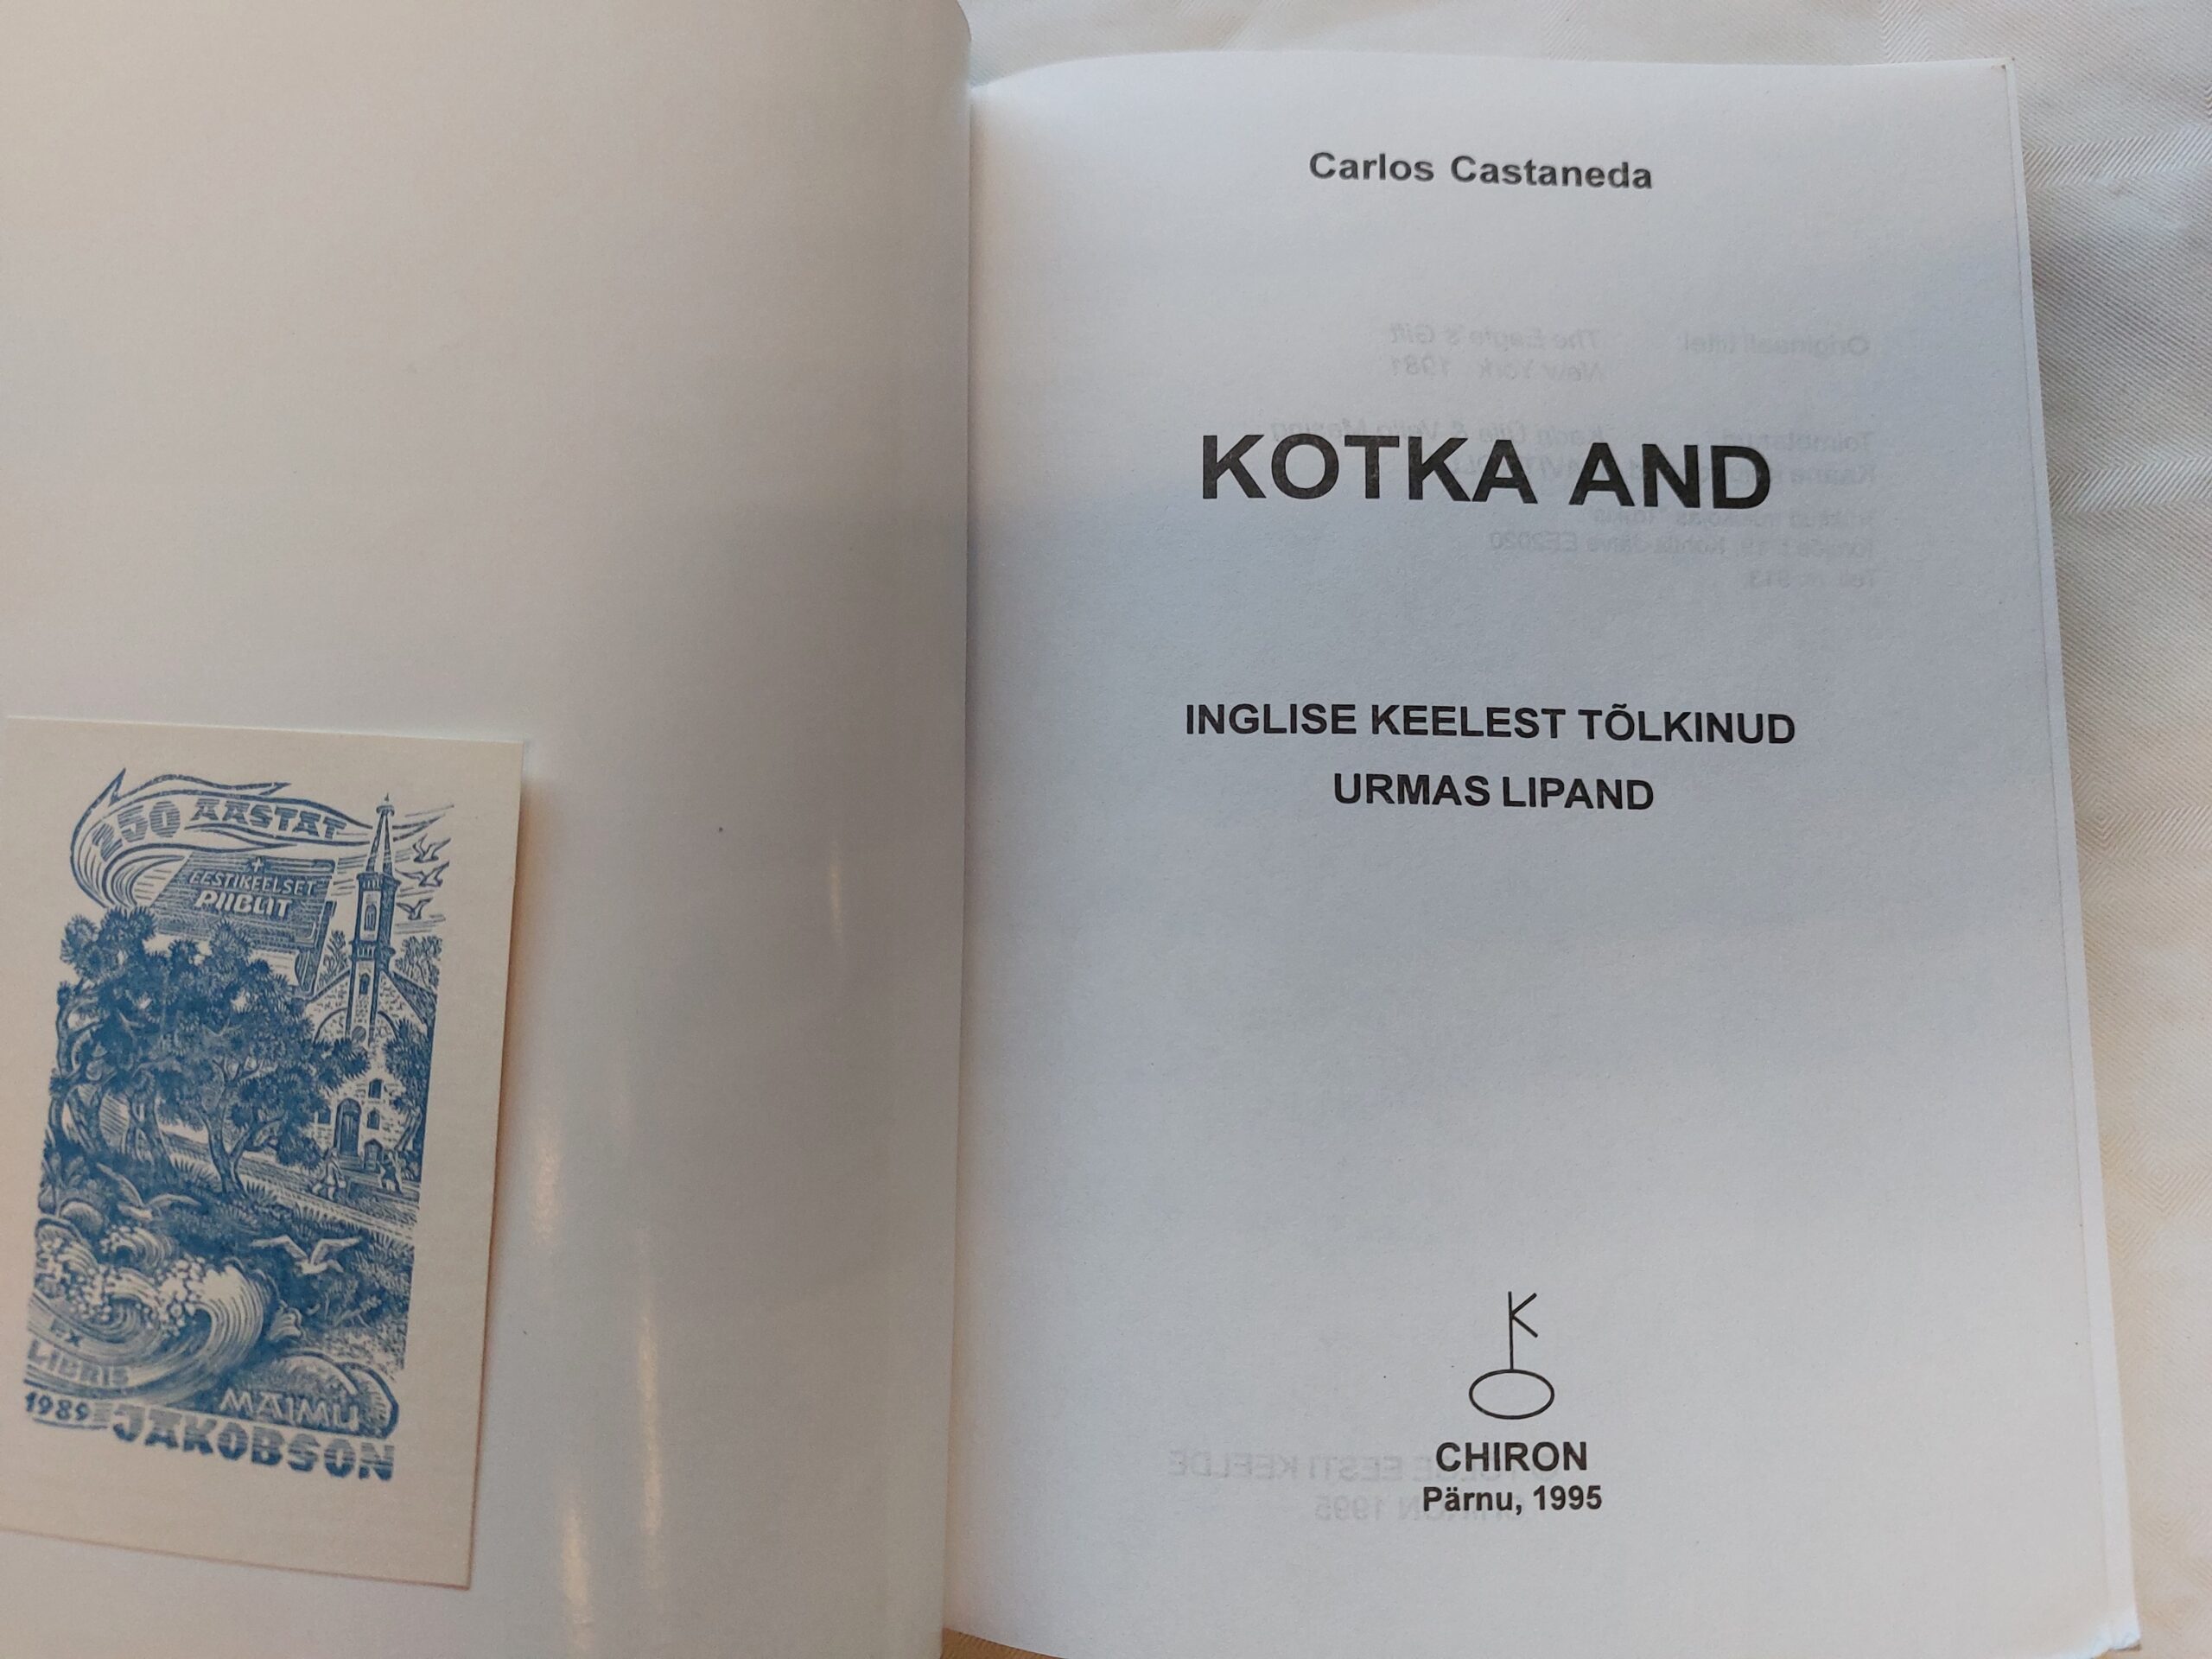 250 AASTAT
EESTIKEELSET
PIIBLIT
EX
LIBRIS
1989
MAIMU
JAKOBSON
Carlos Castaneda
KOTKA AND
INGLISE KEELEST TÕLKINUD
URMAS LIPAND
CHIRON
Pärnu, 1995